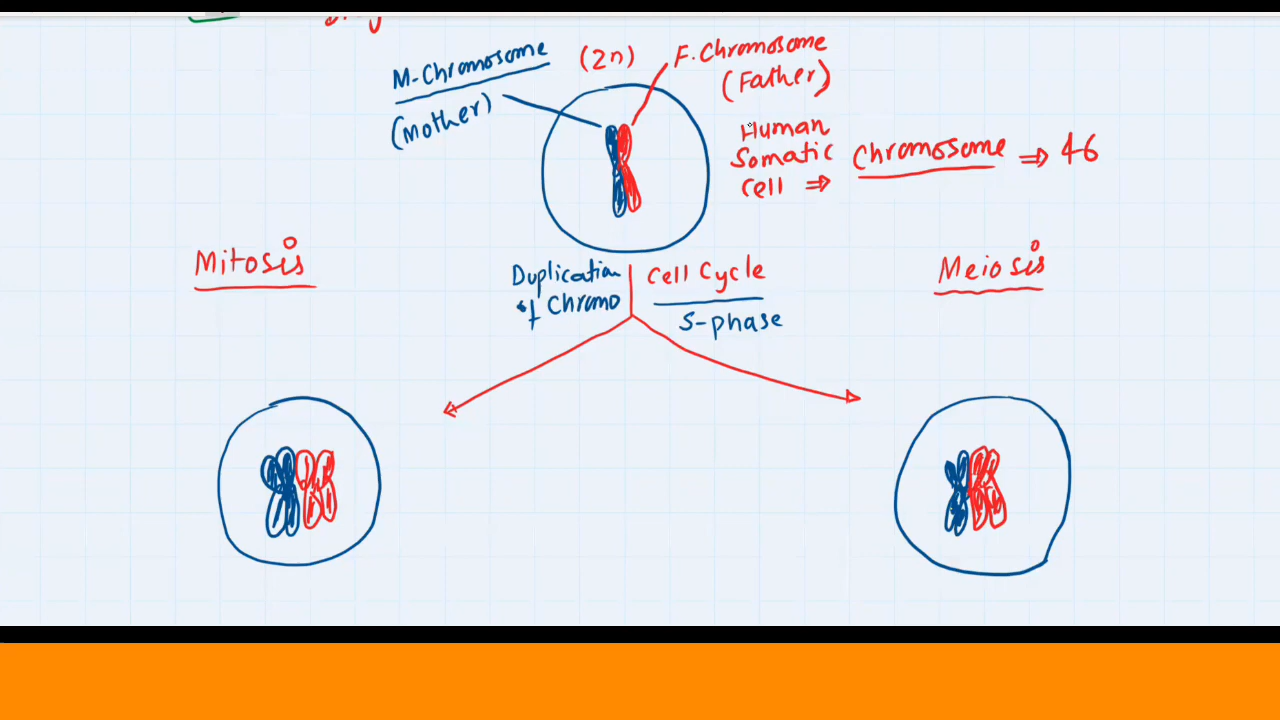 M-Chromosome
(Mother)
(2n)
F. Chromosome
(Father)
Human
Somatic
Cell ⇒ Chromosome ⇒ 46
Mitosis
Duplication
of Chromo
Cell Cycle
S-phase
Meiosis